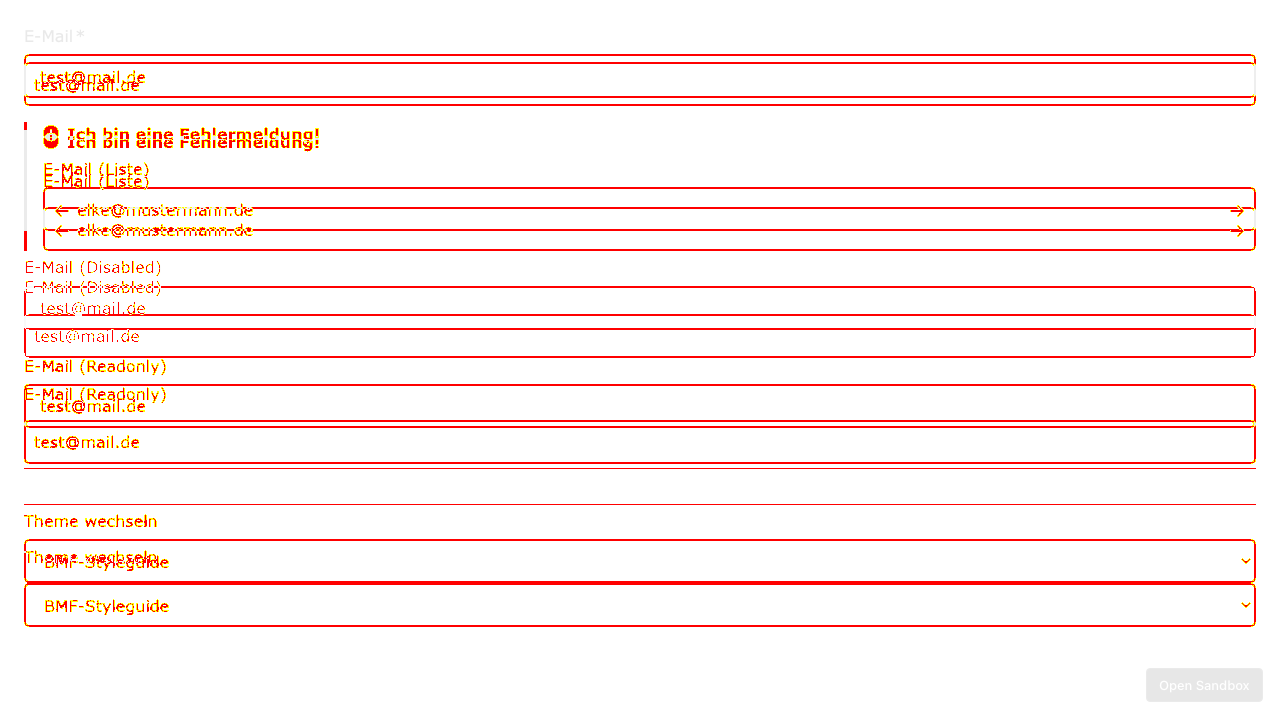 E-Mail *
test@mail.de
test@mail.de
Ich bin eine Fehlermeldung!
Ich bin eine Fehlermeldung!
E-Mail (Liste)
E-Mail (Liste)
← elke@mustermann.de →
← elke@mustermann.de →
E-Mail (Disabled)
E-Mail (Disabled)
test@mail.de
test@mail.de
E-Mail (Readonly)
E-Mail (Readonly)
test@mail.de
test@mail.de
Theme wechseln
Theme wechseln
BMF-Styleguide
BMF-Styleguide
Open Sandbox